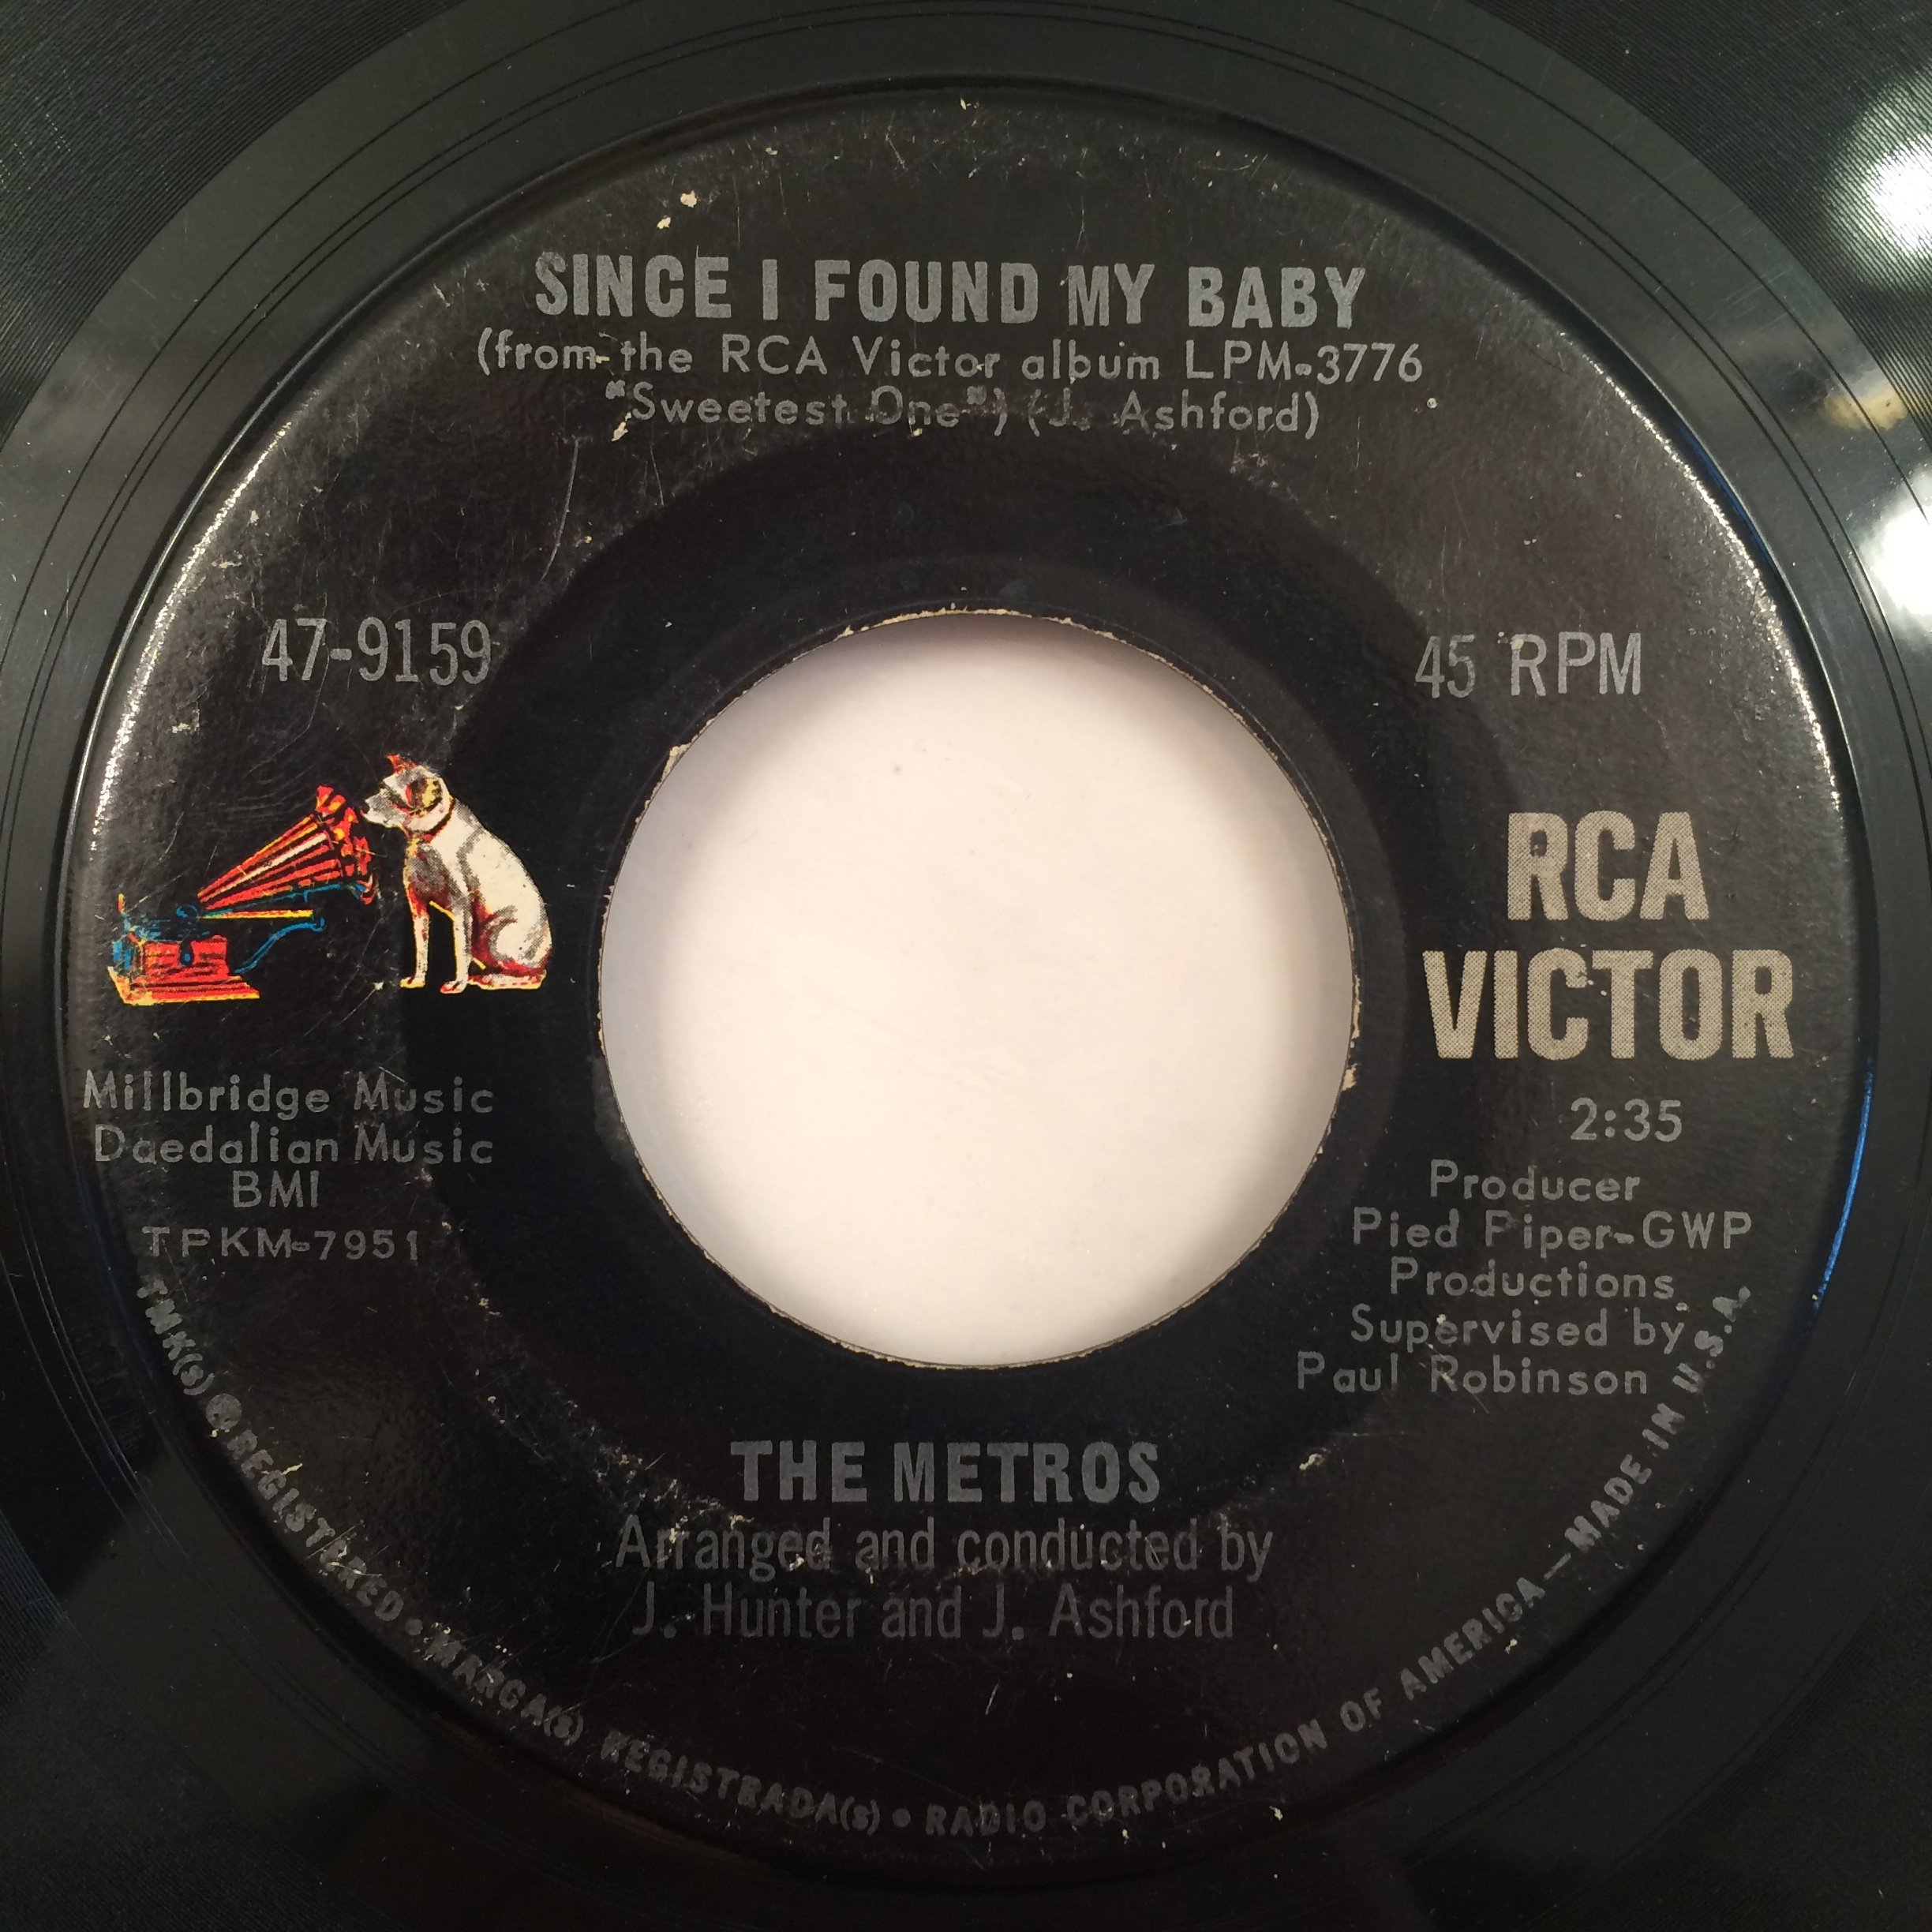 SINCE I FOUND MY BABY
(from the RCA Victor album LPM-3776
"Sweetest One") (J. Ashford)
47-9159
45 RPM
RCA
VICTOR
Millbridge Music
Daedalian Music
BMI
TPKM-7951
2:35
Producer
Pied Piper-GWP
Productions
Supervised by
Paul Robinson
THE METROS
Arranged and conducted by
J. Hunter and J. Ashford
TMK(s) ® REGISTERED • MARCA(s) REGISTRADA(s) • RADIO CORPORATION OF AMERICA—MADE IN U.S.A.